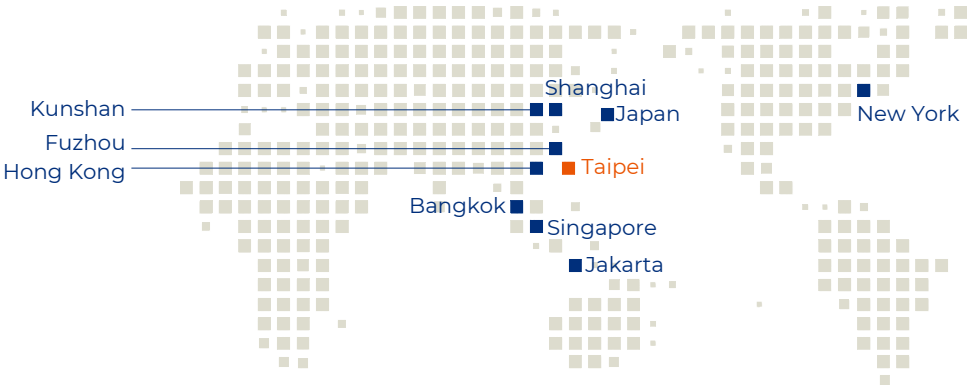 Shanghai
Kunshan
Japan
New York
Fuzhou
Taipei
Hong Kong
Bangkok
Singapore
Jakarta